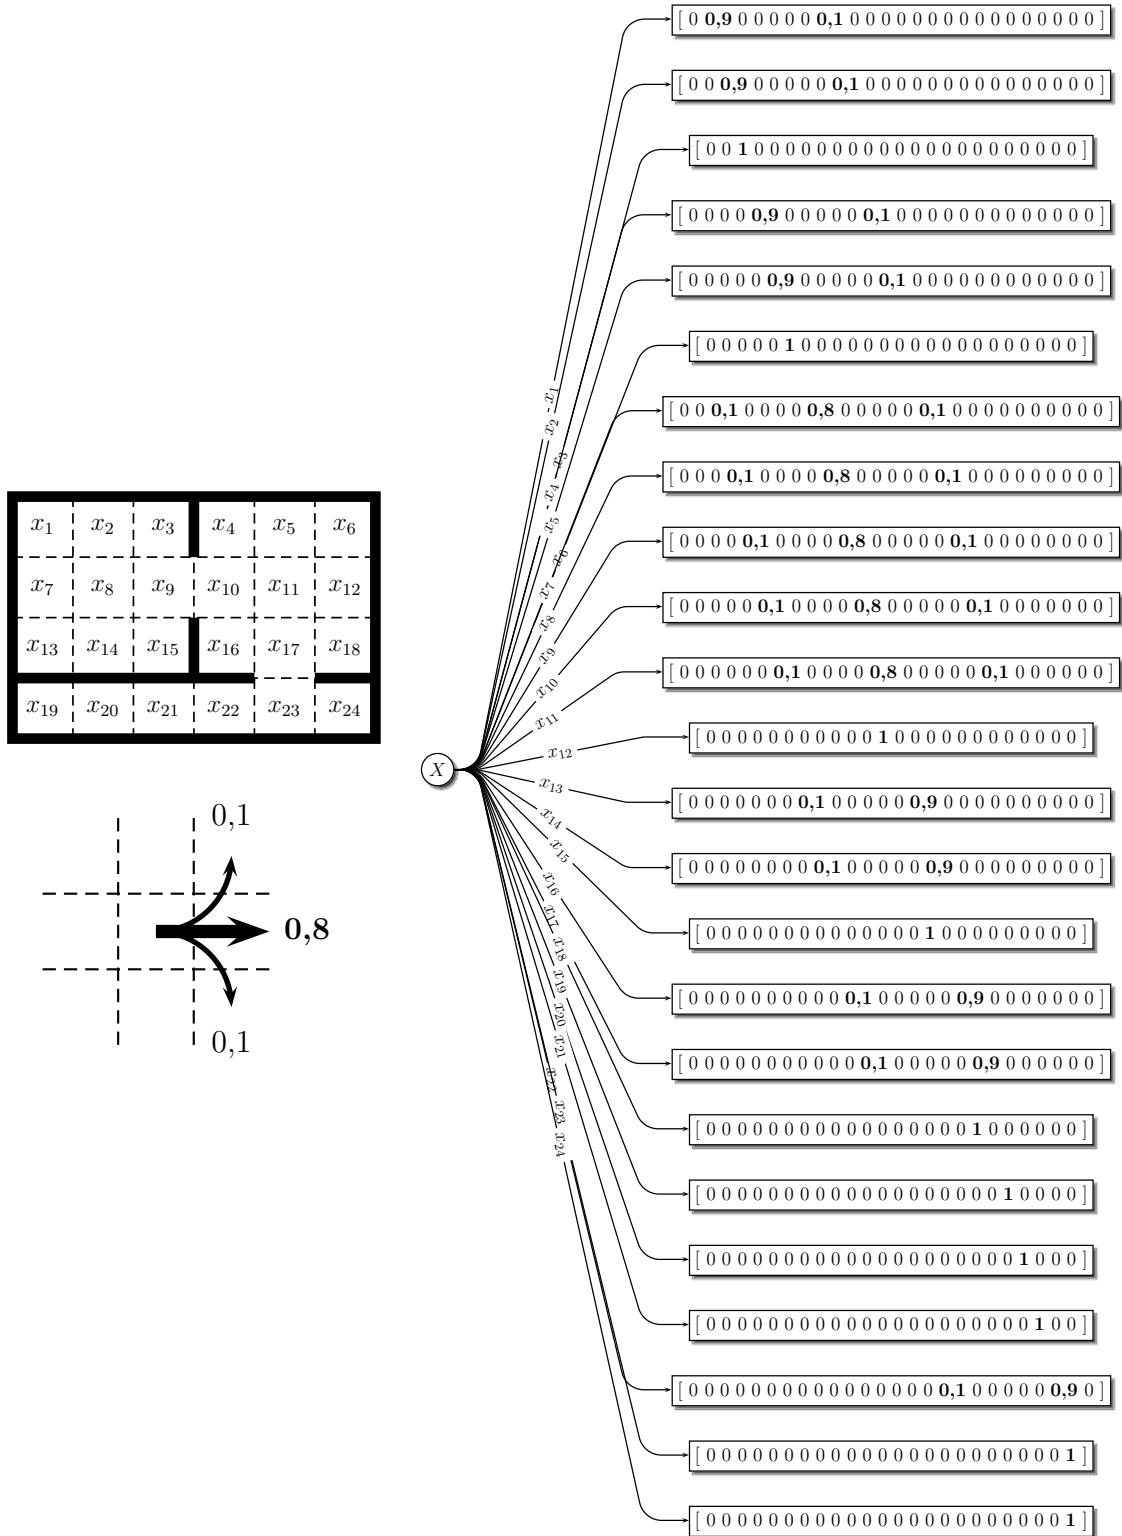 x₁ x₂ x₃ x₄ x₅ x₆
x₇ x₈ x₉ x₁₀ x₁₁ x₁₂
x₁₃ x₁₄ x₁₅ x₁₆ x₁₇ x₁₈
x₁₉ x₂₀ x₂₁ x₂₂ x₂₃ x₂₄
0,1
0,8
0,1
X
x₁
x₂
x₃
x₄
x₅
x₆
x₇
x₈
x₉
x₁₀
x₁₁
x₁₂
x₁₃
x₁₄
x₁₅
x₁₆
x₁₇
x₁₈
x₁₉
x₂₀
x₂₁
x₂₂
x₂₃
x₂₄
[ 0 0,9 0 0 0 0 0 0,1 0 0 0 0 0 0 0 0 0 0 0 0 0 0 0 0 ]
[ 0 0 0,9 0 0 0 0 0 0,1 0 0 0 0 0 0 0 0 0 0 0 0 0 0 0 ]
[ 0 0 1 0 0 0 0 0 0 0 0 0 0 0 0 0 0 0 0 0 0 0 0 0 ]
[ 0 0 0 0 0,9 0 0 0 0 0 0,1 0 0 0 0 0 0 0 0 0 0 0 0 0 ]
[ 0 0 0 0 0 0,9 0 0 0 0 0 0,1 0 0 0 0 0 0 0 0 0 0 0 0 ]
[ 0 0 0 0 0 1 0 0 0 0 0 0 0 0 0 0 0 0 0 0 0 0 0 0 ]
[ 0 0 0,1 0 0 0 0 0,8 0 0 0 0 0 0,1 0 0 0 0 0 0 0 0 0 0 ]
[ 0 0 0 0,1 0 0 0 0 0,8 0 0 0 0 0 0,1 0 0 0 0 0 0 0 0 0 ]
[ 0 0 0 0 0,1 0 0 0 0 0,8 0 0 0 0 0 0,1 0 0 0 0 0 0 0 0 ]
[ 0 0 0 0 0 0,1 0 0 0 0 0,8 0 0 0 0 0 0,1 0 0 0 0 0 0 0 ]
[ 0 0 0 0 0 0 0,1 0 0 0 0 0,8 0 0 0 0 0 0,1 0 0 0 0 0 0 ]
[ 0 0 0 0 0 0 0 0 0 0 0 1 0 0 0 0 0 0 0 0 0 0 0 0 ]
[ 0 0 0 0 0 0 0 0,1 0 0 0 0 0 0,9 0 0 0 0 0 0 0 0 0 0 ]
[ 0 0 0 0 0 0 0 0 0,1 0 0 0 0 0 0,9 0 0 0 0 0 0 0 0 0 ]
[ 0 0 0 0 0 0 0 0 0 0 0 0 0 0 1 0 0 0 0 0 0 0 0 0 ]
[ 0 0 0 0 0 0 0 0 0 0 0,1 0 0 0 0 0 0,9 0 0 0 0 0 0 0 ]
[ 0 0 0 0 0 0 0 0 0 0 0 0,1 0 0 0 0 0 0,9 0 0 0 0 0 0 ]
[ 0 0 0 0 0 0 0 0 0 0 0 0 0 0 0 0 0 1 0 0 0 0 0 0 ]
[ 0 0 0 0 0 0 0 0 0 0 0 0 0 0 0 0 0 0 0 1 0 0 0 0 ]
[ 0 0 0 0 0 0 0 0 0 0 0 0 0 0 0 0 0 0 0 0 1 0 0 0 ]
[ 0 0 0 0 0 0 0 0 0 0 0 0 0 0 0 0 0 0 0 0 0 1 0 0 ]
[ 0 0 0 0 0 0 0 0 0 0 0 0 0 0 0 0 0,1 0 0 0 0 0 0,9 0 ]
[ 0 0 0 0 0 0 0 0 0 0 0 0 0 0 0 0 0 0 0 0 0 0 0 1 ]
[ 0 0 0 0 0 0 0 0 0 0 0 0 0 0 0 0 0 0 0 0 0 0 0 1 ]